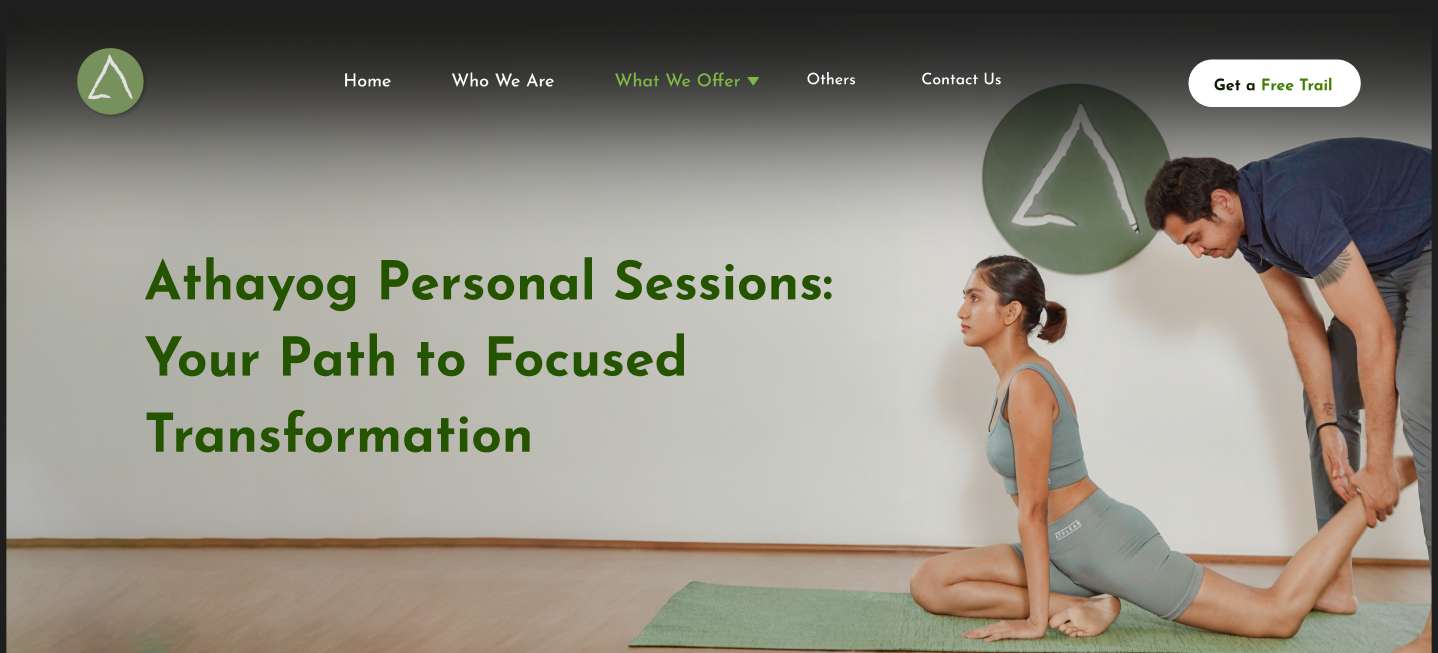 Home
Who We Are
What We Offer
Others
Contact Us
Get a Free Trail
Athayog Personal Sessions:
Your Path to Focused
Transformation